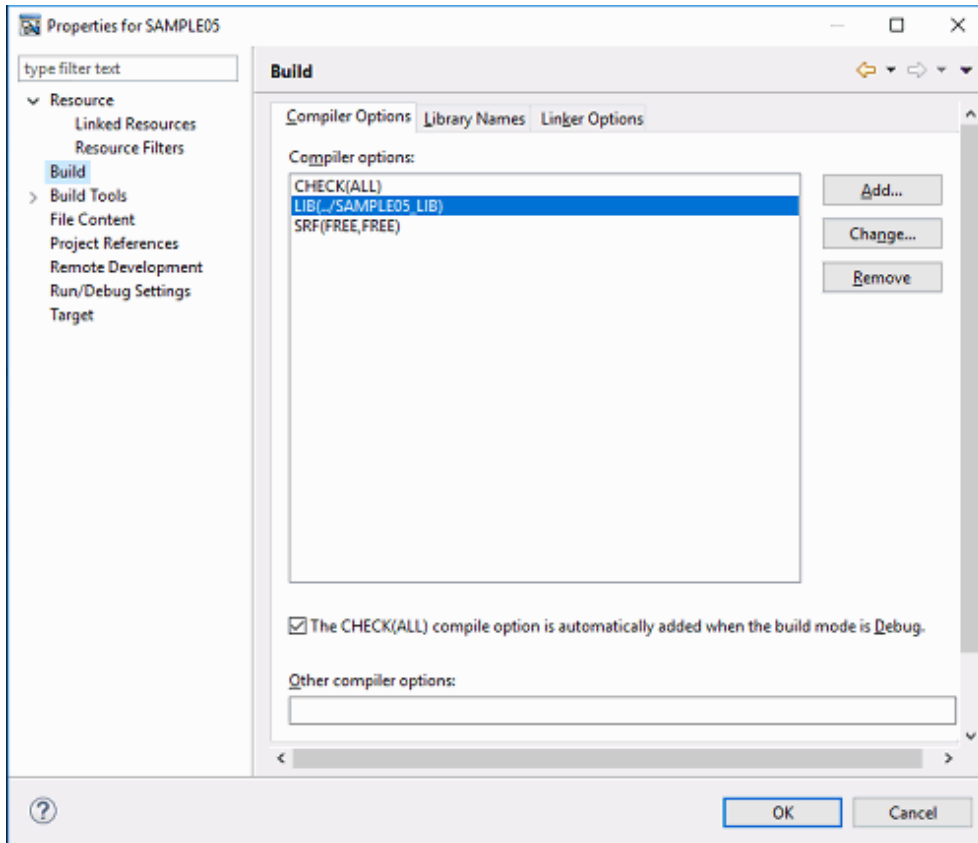 Properties for SAMPLE05
type filter text
Resource
Linked Resources
Resource Filters
Build
Build Tools
File Content
Project References
Remote Development
Run/Debug Settings
Target
Build
Compiler Options Library Names Linker Options
Compiler options:
CHECK(ALL)
LIB(../SAMPLE05_LIB)
SRF(FREE,FREE)
Add...
Change...
Remove
The CHECK(ALL) compile option is automatically added when the build mode is Debug.
Other compiler options:
OK Cancel